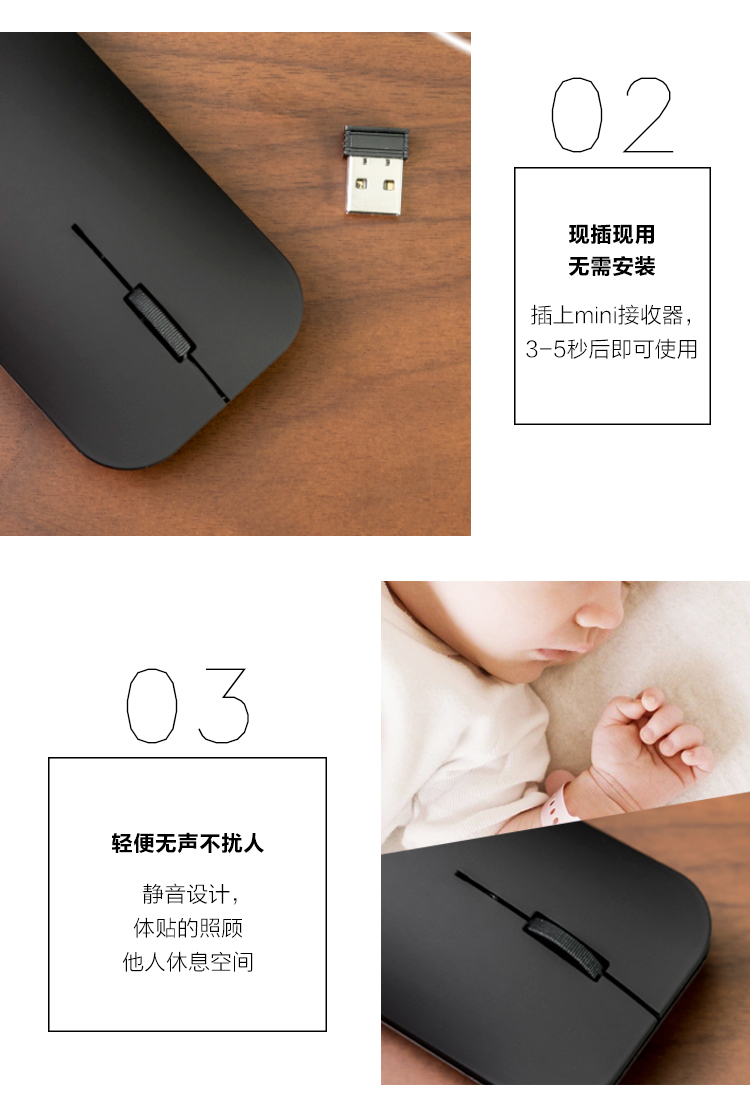 02
现插现用
无需安装
插上mini接收器，
3-5秒后即可使用
03
轻便无声不扰人
静音设计，
体贴的照顾
他人休息空间